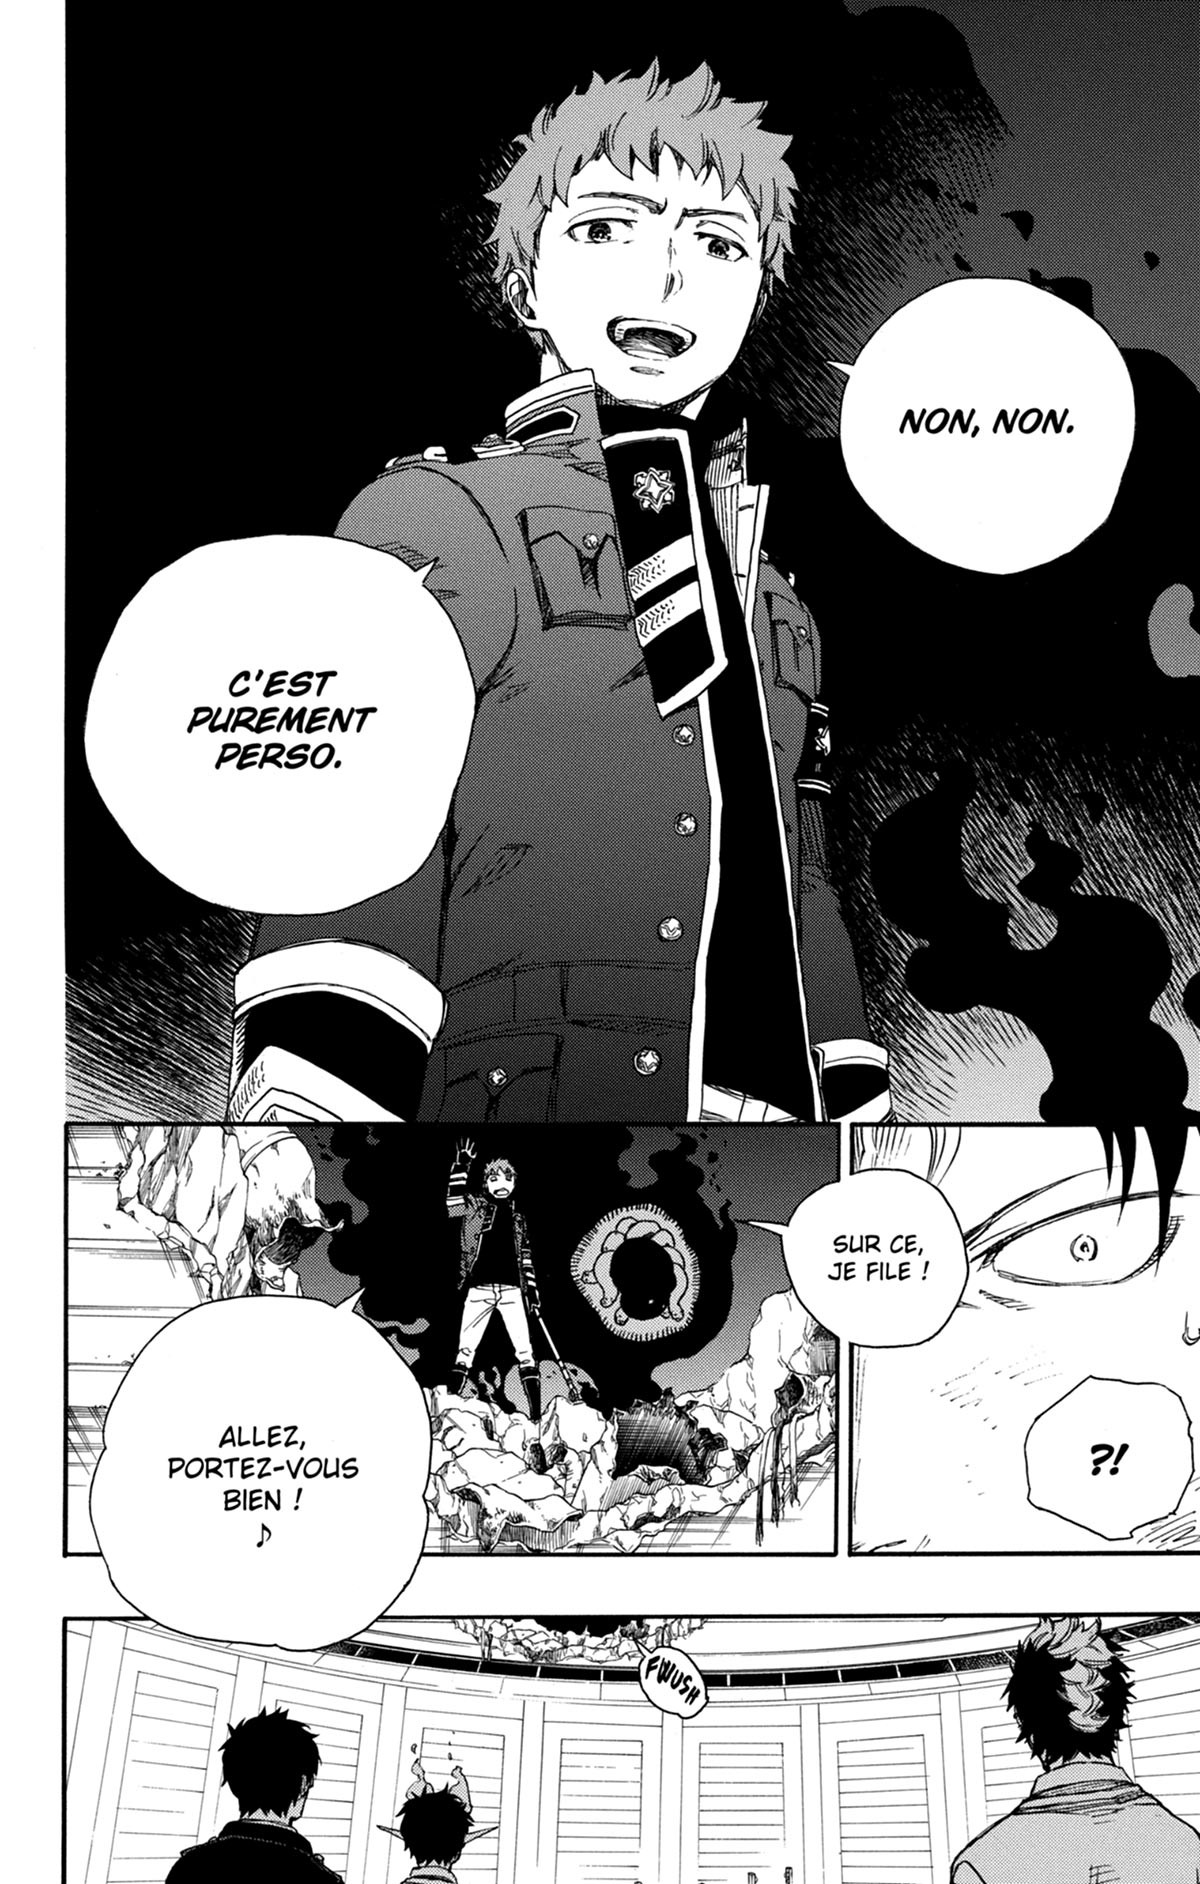 NON, NON.
C'EST
PUREMENT
PERSO.
?!
SUR CE,
JE FILE !
ALLEZ,
PORTEZ-VOUS
BIEN !
♪
FWUSH